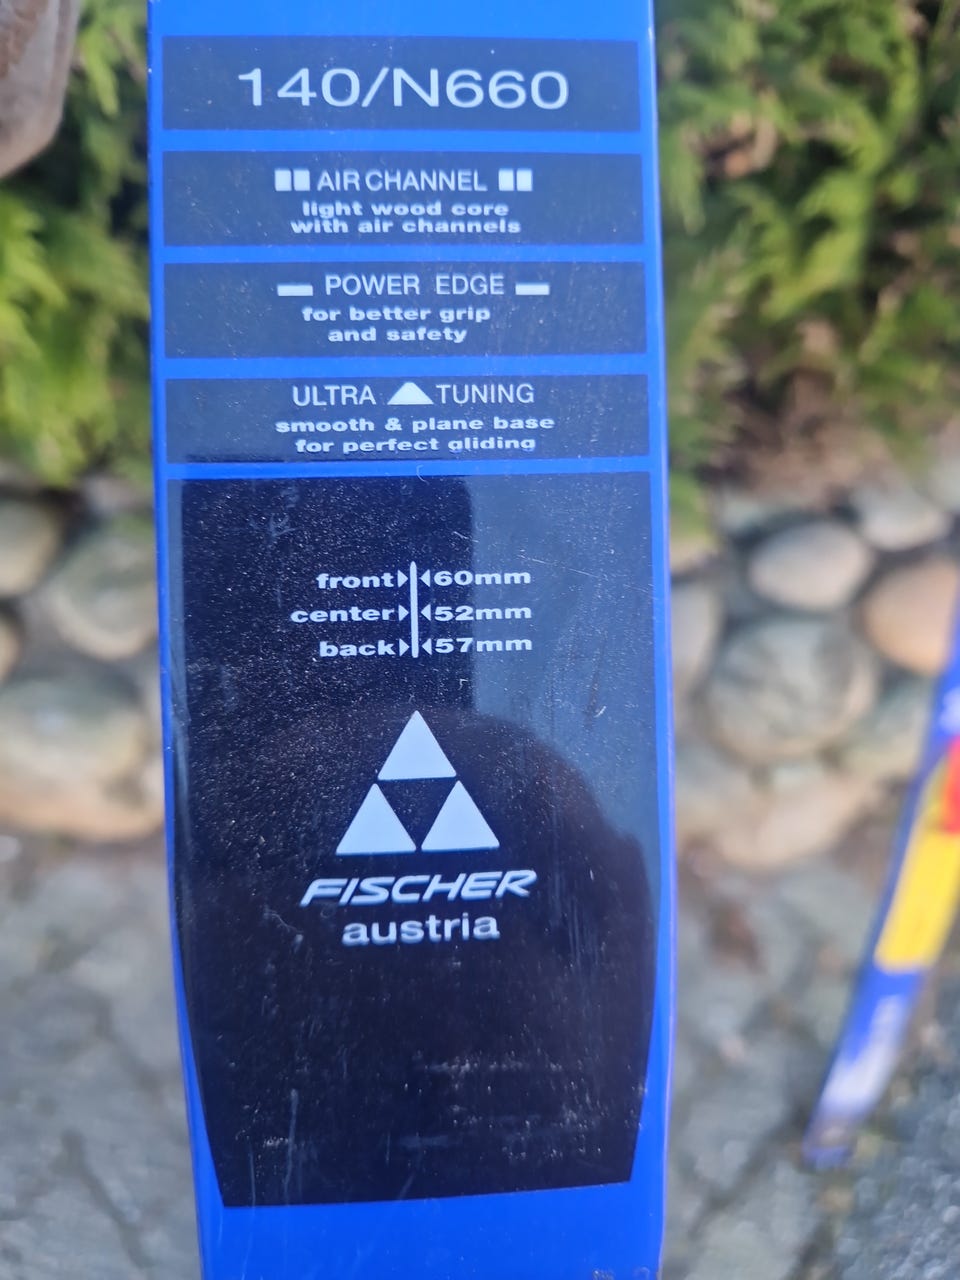 140/N660
AIR CHANNEL
light wood core
with air channels
POWER EDGE
for better grip
and safety
ULTRA TUNING
smooth & plane base
for perfect gliding
front 60mm
center 52mm
back 57mm
FISCHER
austria